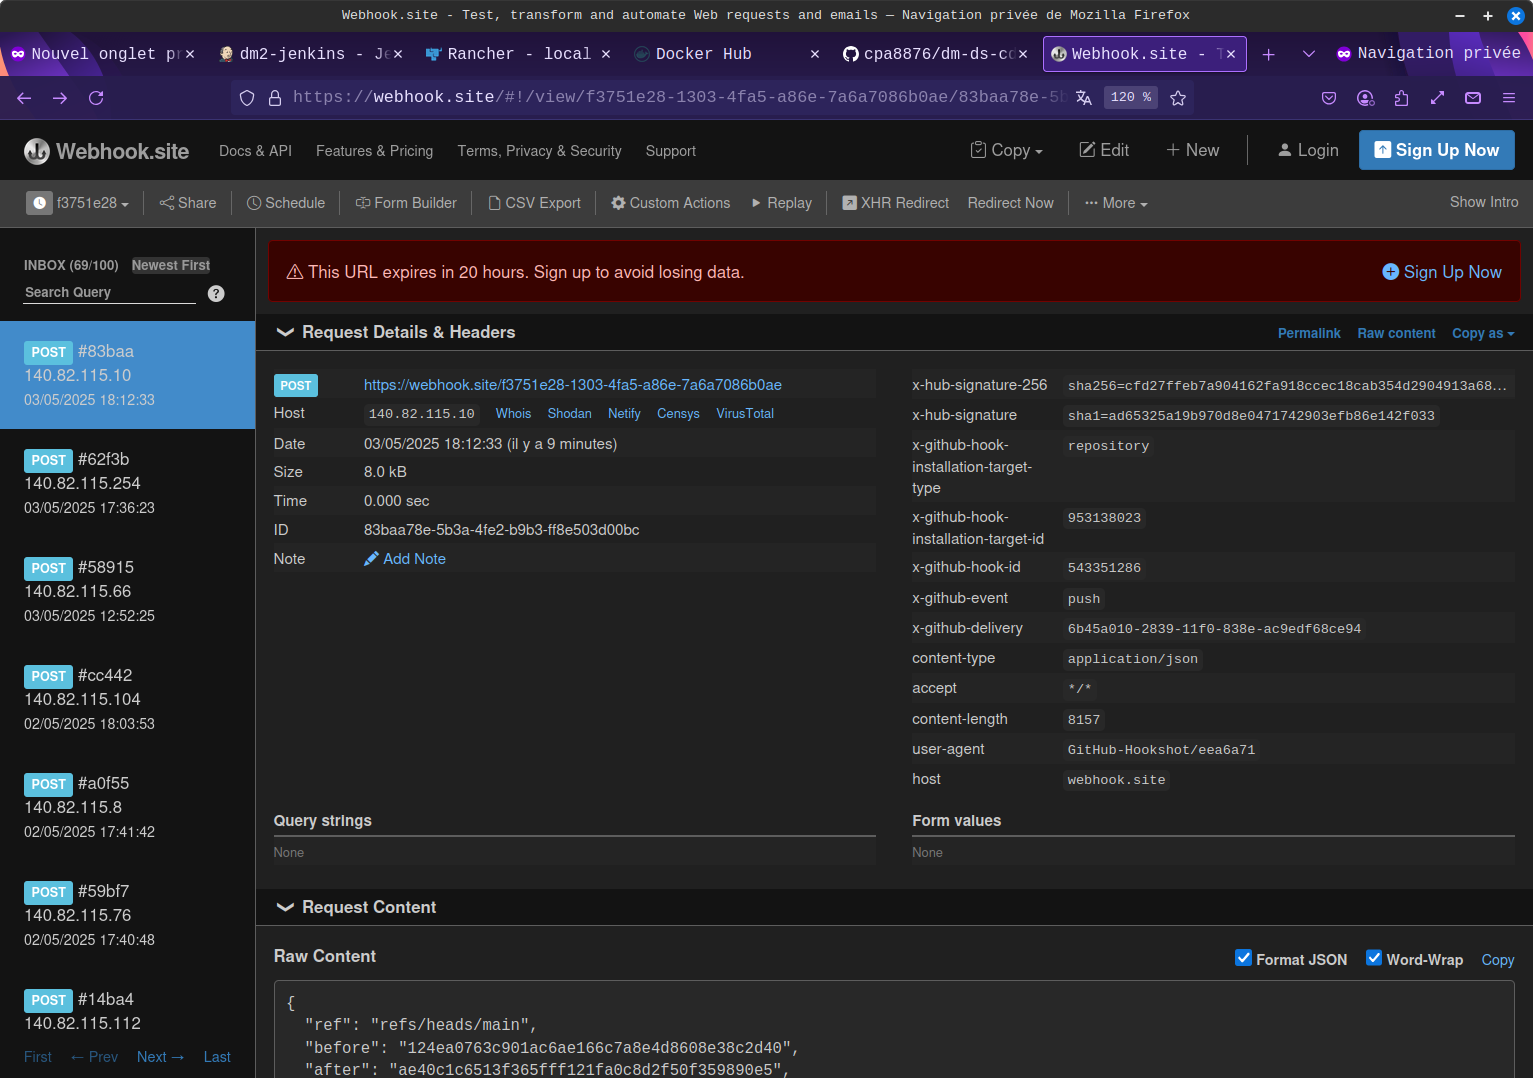 Webhook.site - Test, transform and automate Web requests and emails — Navigation privée de Mozilla Firefox
Nouvel onglet pr
dm2-jenkins - Je
Rancher - local
Docker Hub
cpa8876/dm-ds-cd
Webhook.site - T
Navigation privée
https://webhook.site/#!/view/f3751e28-1303-4fa5-a86e-7a6a7086b0ae/83baa78e-5b
120 %
Webhook.site
Docs & API
Features & Pricing
Terms, Privacy & Security
Support
Copy
Edit
New
Login
Sign Up Now
f3751e28
Share
Schedule
Form Builder
CSV Export
Custom Actions
Replay
XHR Redirect
Redirect Now
··· More
Show Intro
INBOX (69/100) Newest First
Search Query ?
POST #83baa
140.82.115.10
03/05/2025 18:12:33
POST #62f3b
140.82.115.254
03/05/2025 17:36:23
POST #58915
140.82.115.66
03/05/2025 12:52:25
POST #cc442
140.82.115.104
02/05/2025 18:03:53
POST #a0f55
140.82.115.8
02/05/2025 17:41:42
POST #59bf7
140.82.115.76
02/05/2025 17:40:48
POST #14ba4
140.82.115.112
First ← Prev Next → Last
This URL expires in 20 hours. Sign up to avoid losing data.
Sign Up Now
Request Details & Headers
Permalink Raw content Copy as
POST https://webhook.site/f3751e28-1303-4fa5-a86e-7a6a7086b0ae
Host 140.82.115.10 Whois Shodan Netify Censys VirusTotal
Date 03/05/2025 18:12:33 (il y a 9 minutes)
Size 8.0 kB
Time 0.000 sec
ID 83baa78e-5b3a-4fe2-b9b3-ff8e503d00bc
Note Add Note
x-hub-signature-256 sha256=cfd27ffeb7a904162fa918ccec18cab354d2904913a68...
x-hub-signature sha1=ad65325a19b970d8e0471742903efb86e142f033
x-github-hook- repository
installation-target-
type
x-github-hook- 953138023
installation-target-id
x-github-hook-id 543351286
x-github-event push
x-github-delivery 6b45a010-2839-11f0-838e-ac9edf68ce94
content-type application/json
accept */*
content-length 8157
user-agent GitHub-Hookshot/eea6a71
host webhook.site
Query strings
None
Form values
None
Request Content
Raw Content
Format JSON Word-Wrap Copy
{
"ref": "refs/heads/main",
"before": "124ea0763c901ac6ae166c7a8e4d8608e38c2d40",
"after": "ae40c1c6513f365fff121fa0c8d2f50f359890e5",